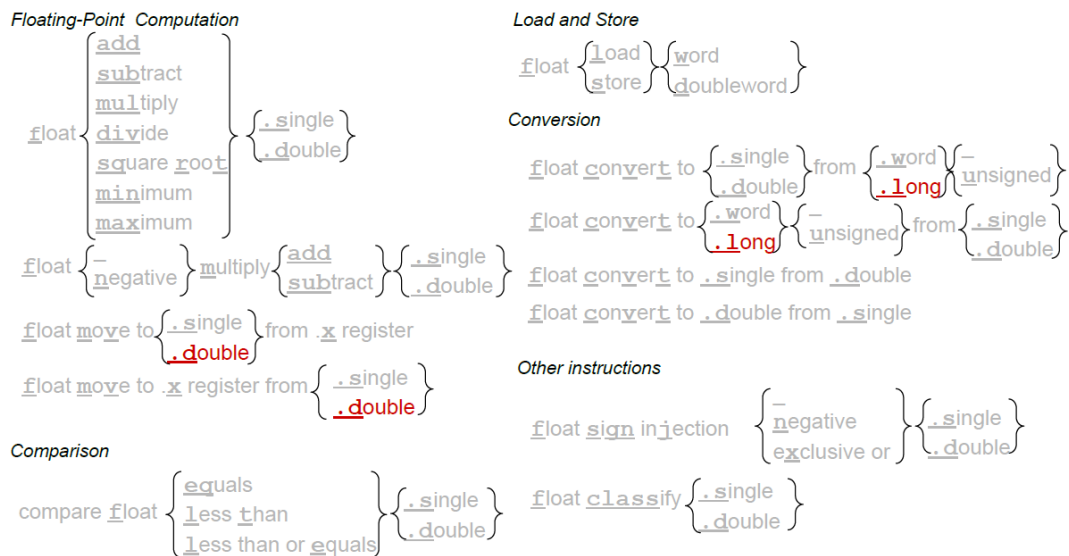 Floating-Point Computation
float
add
subtract
multiply
divide
square root
minimum
maximum
.single
.double
float
–
negative
multiply
add
subtract
.single
.double
float move to
.single
.double
from .x register
float move to .x register from
.single
.double
Comparison
compare float
equals
less than
less than or equals
.single
.double
Load and Store
float
load
store
word
doubleword
Conversion
float convert to
.single
.double
from
.word
.long
–
unsigned
float convert to
.word
.long
–
unsigned
from
.single
.double
float convert to .single from .double
float convert to .double from .single
Other instructions
float sign injection
–
negative
exclusive or
.single
.double
float classify
.single
.double